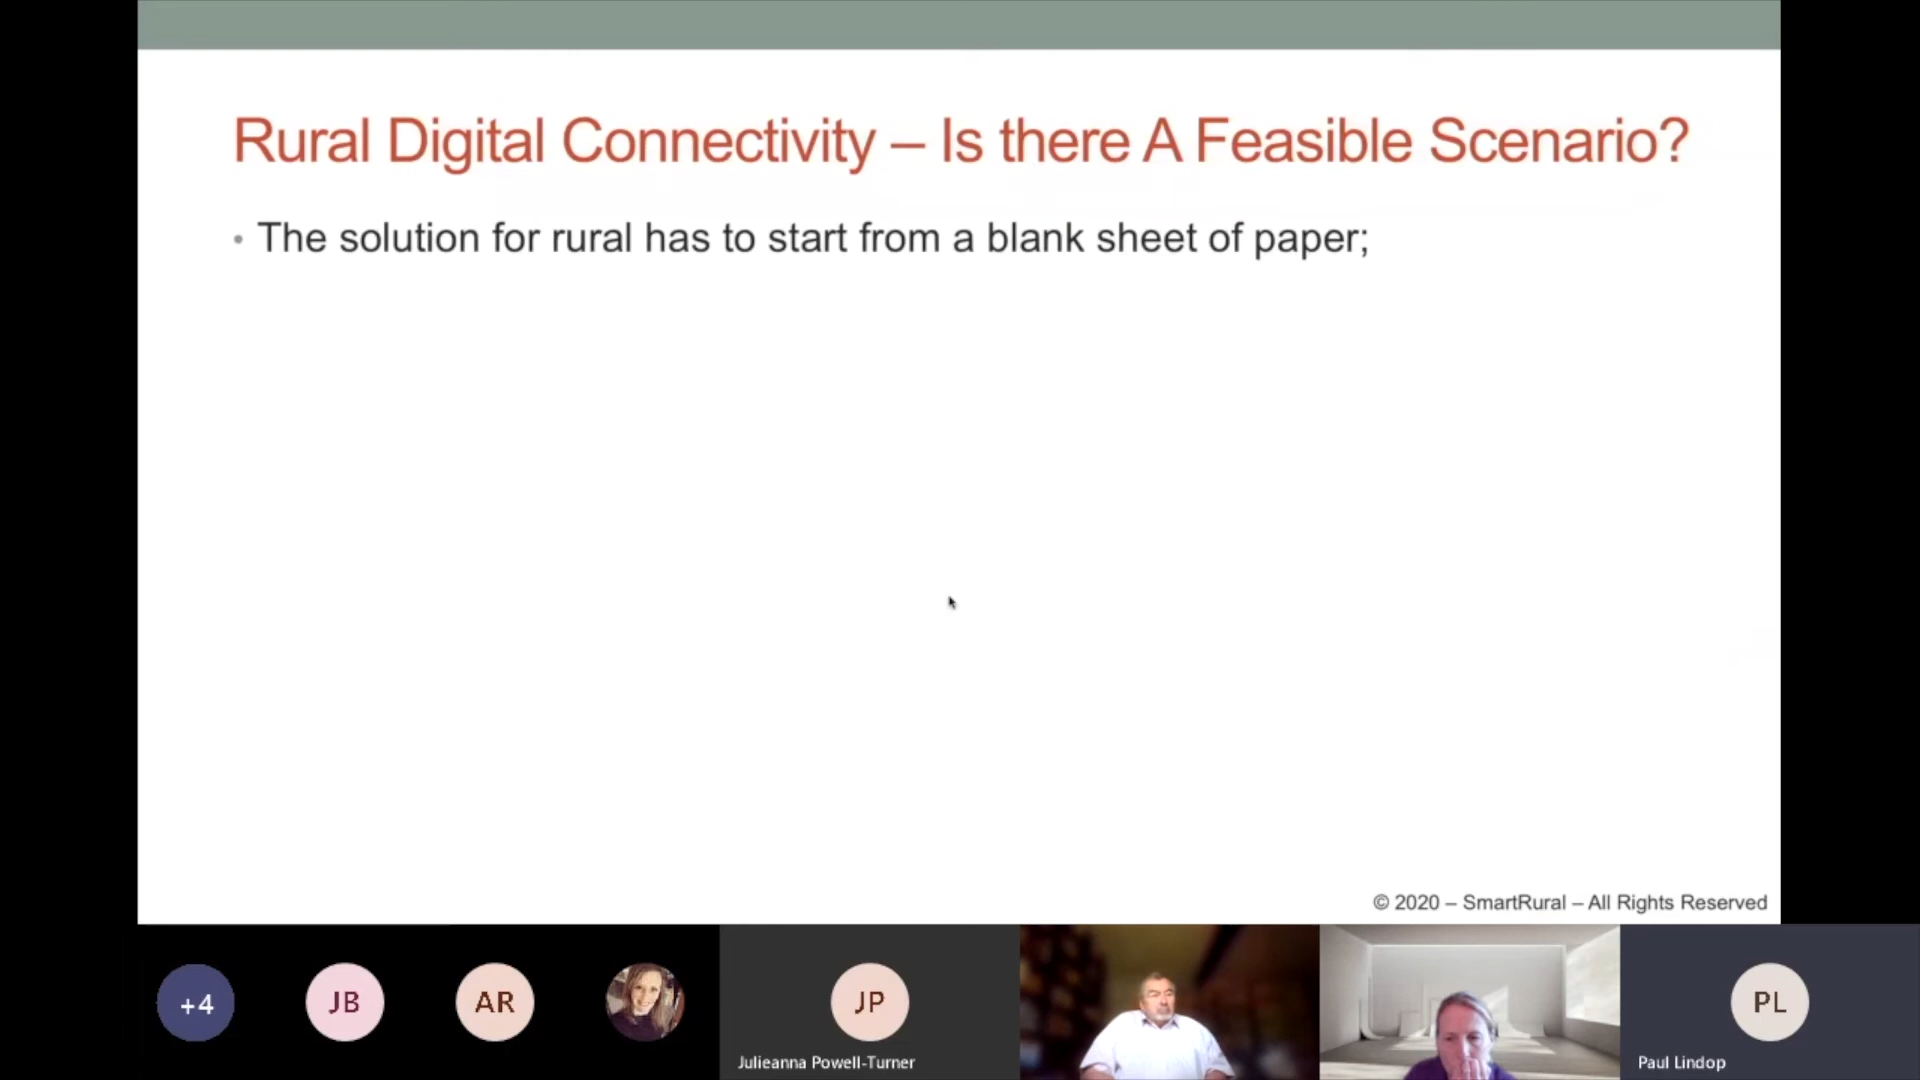 Rural Digital Connectivity – Is there A Feasible Scenario?
• The solution for rural has to start from a blank sheet of paper;
© 2020 – SmartRural – All Rights Reserved
+4
JB
AR
JP
PL
Julieanna Powell-Turner
Paul Lindop